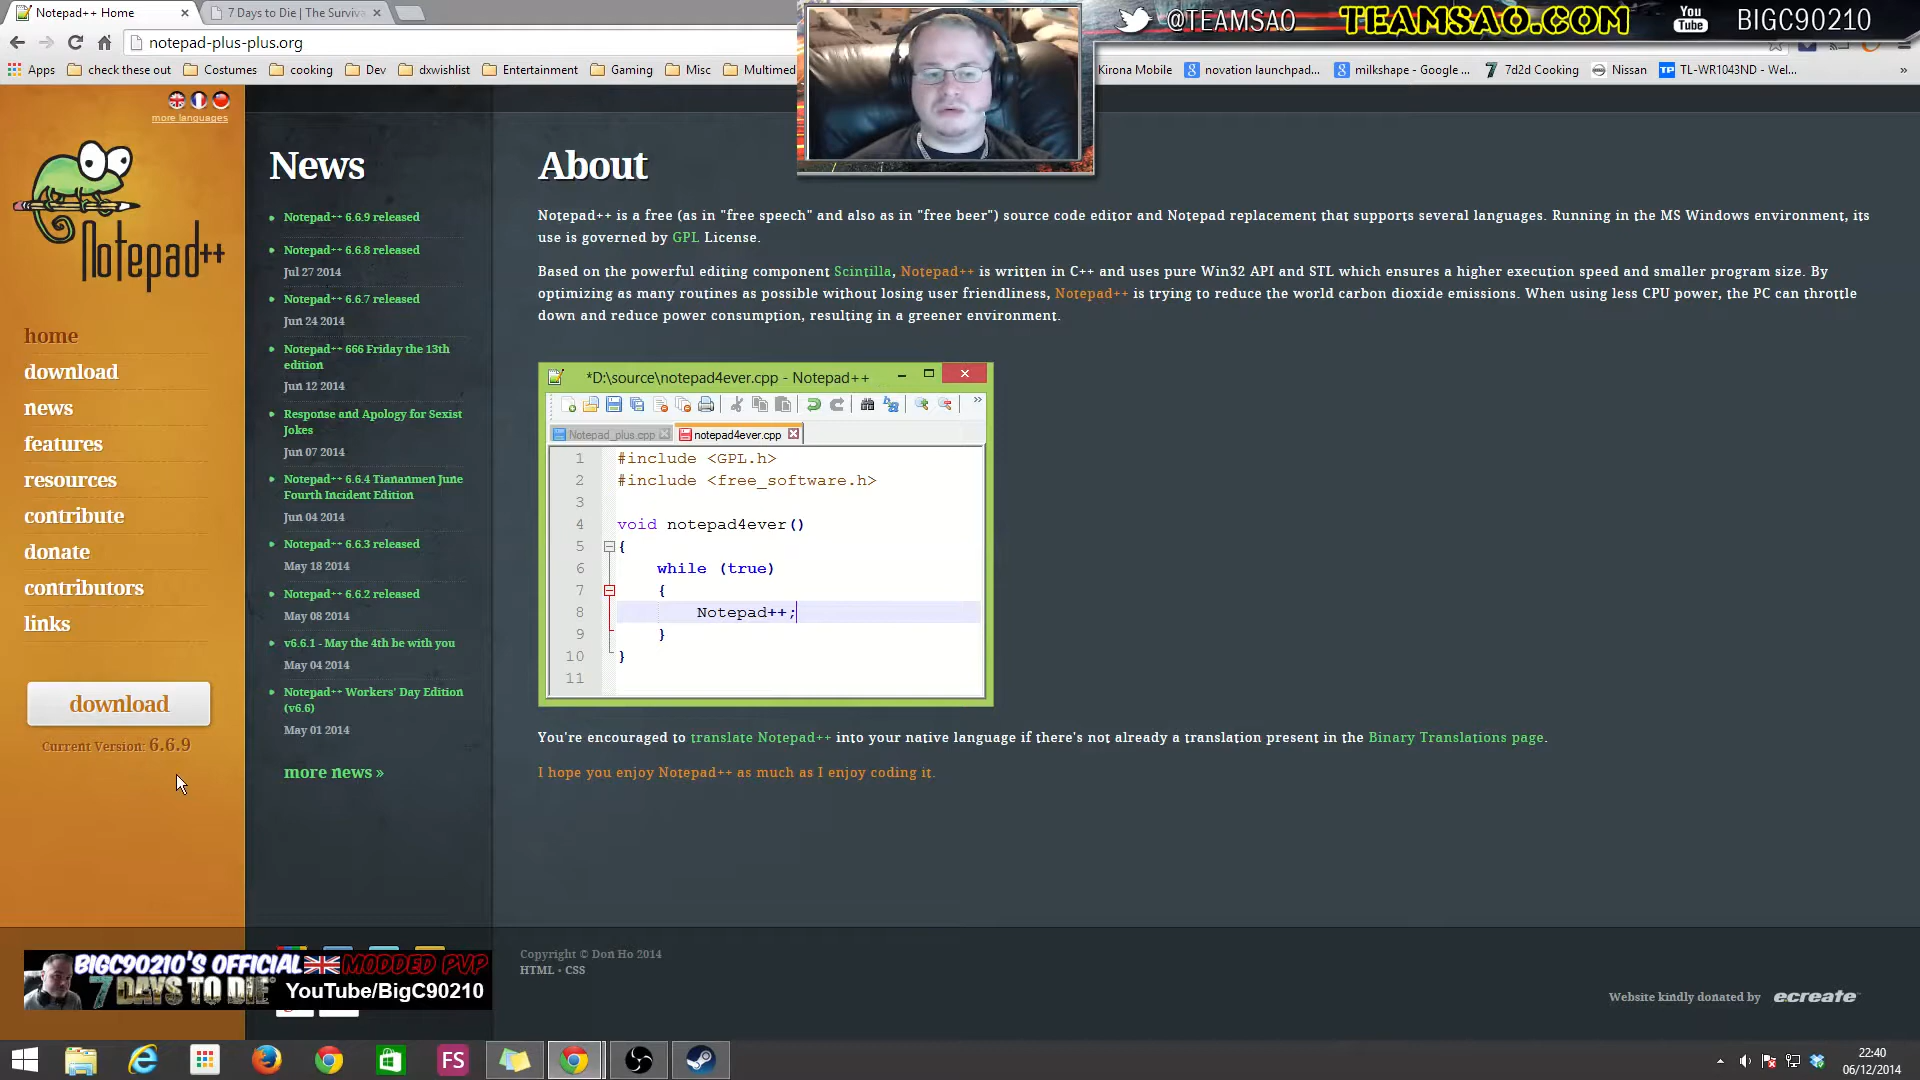 Notepad++ Home
7 Days to Die | The Surviva
notepad-plus-plus.org
@TEAMSAO
TEAMSAO.COM
You
Tube
BIGC90210
Apps
check these out
Costumes
cooking
Dev
dxwishlist
Entertainment
Gaming
Misc
Multimed
Kirona Mobile
novation launchpad...
milkshape - Google ...
7d2d Cooking
Nissan
TL-WR1043ND - Wel...
more languages
Notepad++
home
download
news
features
resources
contribute
donate
contributors
links
download
Current Version: 6.6.9
News
Notepad++ 6.6.9 released
Notepad++ 6.6.8 released
Jul 27 2014
Notepad++ 6.6.7 released
Jun 24 2014
Notepad++ 666 Friday the 13th
edition
Jun 12 2014
Response and Apology for Sexist
Jokes
Jun 07 2014
Notepad++ 6.6.4 Tiananmen June
Fourth Incident Edition
Jun 04 2014
Notepad++ 6.6.3 released
May 18 2014
Notepad++ 6.6.2 released
May 08 2014
v6.6.1 - May the 4th be with you
May 04 2014
Notepad++ Workers' Day Edition
(v6.6)
May 01 2014
more news »
About
Notepad++ is a free (as in "free speech" and also as in "free beer") source code editor and Notepad replacement that supports several languages. Running in the MS Windows environment, its
use is governed by GPL License.
Based on the powerful editing component Scintilla, Notepad++ is written in C++ and uses pure Win32 API and STL which ensures a higher execution speed and smaller program size. By
optimizing as many routines as possible without losing user friendliness, Notepad++ is trying to reduce the world carbon dioxide emissions. When using less CPU power, the PC can throttle
down and reduce power consumption, resulting in a greener environment.
*D:\source\notepad4ever.cpp - Notepad++
Notepad_plus.cpp
notepad4ever.cpp
1 #include <GPL.h>
2 #include <free_software.h>
3
4 void notepad4ever()
5 {
6 while (true)
7 {
8 Notepad++;
9 }
10 }
11
You're encouraged to translate Notepad++ into your native language if there's not already a translation present in the Binary Translations page.
I hope you enjoy Notepad++ as much as I enjoy coding it.
Copyright © Don Ho 2014
HTML • CSS
Website kindly donated by ecreate
BIGC90210'S OFFICIAL MODDED PVP
7 DAYS TO DIE
YouTube/BigC90210
FS
22:40
06/12/2014